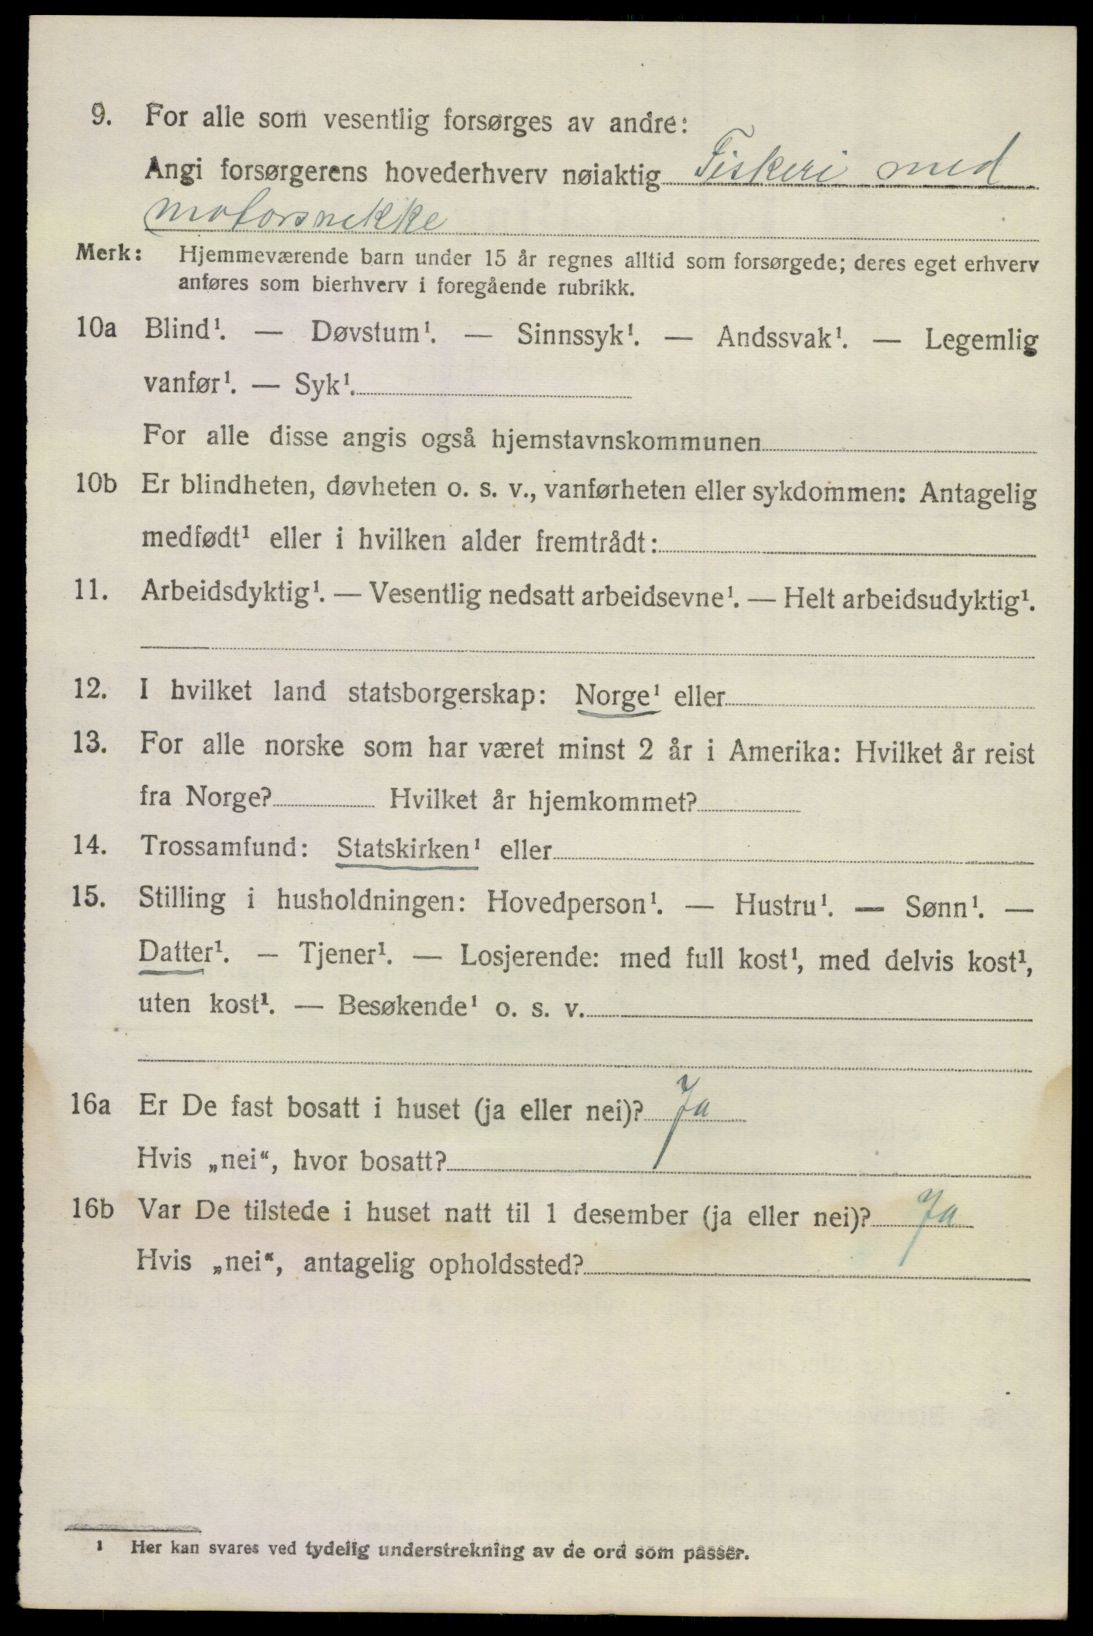 9. For alle som vesentlig forsørges av andre:
Angi forsørgerens hovederhverv nøiaktig Fiskeri med
motorsnekke
Merk: Hjemmeværende barn under 15 år regnes alltid som forsørgede; deres eget erhverv
anføres som bierhverv i foregående rubrikk.
10a Blind¹. — Døvstum¹. — Sinnssyk¹. — Andssvak¹. — Legemlig
vanfør¹. — Syk¹.
For alle disse angis også hjemstavnskommunen
10b Er blindheten, døvheten o. s. v., vanførheten eller sykdommen: Antagelig
medfødt¹ eller i hvilken alder fremtrådt:
11. Arbeidsdyktig¹. — Vesentlig nedsatt arbeidsevne¹. — Helt arbeidsudyktig¹.
12. I hvilket land statsborgerskap: Norge¹ eller
13. For alle norske som har været minst 2 år i Amerika: Hvilket år reist
fra Norge? Hvilket år hjemkommet?
14. Trossamfund: Statskirken¹ eller
15. Stilling i husholdningen: Hovedperson¹. — Hustru¹. — Sønn¹. —
Datter¹. — Tjener¹. — Losjerende: med full kost¹, med delvis kost¹,
uten kost¹. — Besøkende¹ o. s. v.
16a Er De fast bosatt i huset (ja eller nei)? Ja
Hvis „nei“, hvor bosatt?
16b Var De tilstede i huset natt til 1 desember (ja eller nei)? Ja
Hvis „nei“, antagelig opholdssted?
¹ Her kan svares ved tydelig understrekning av de ord som passer.